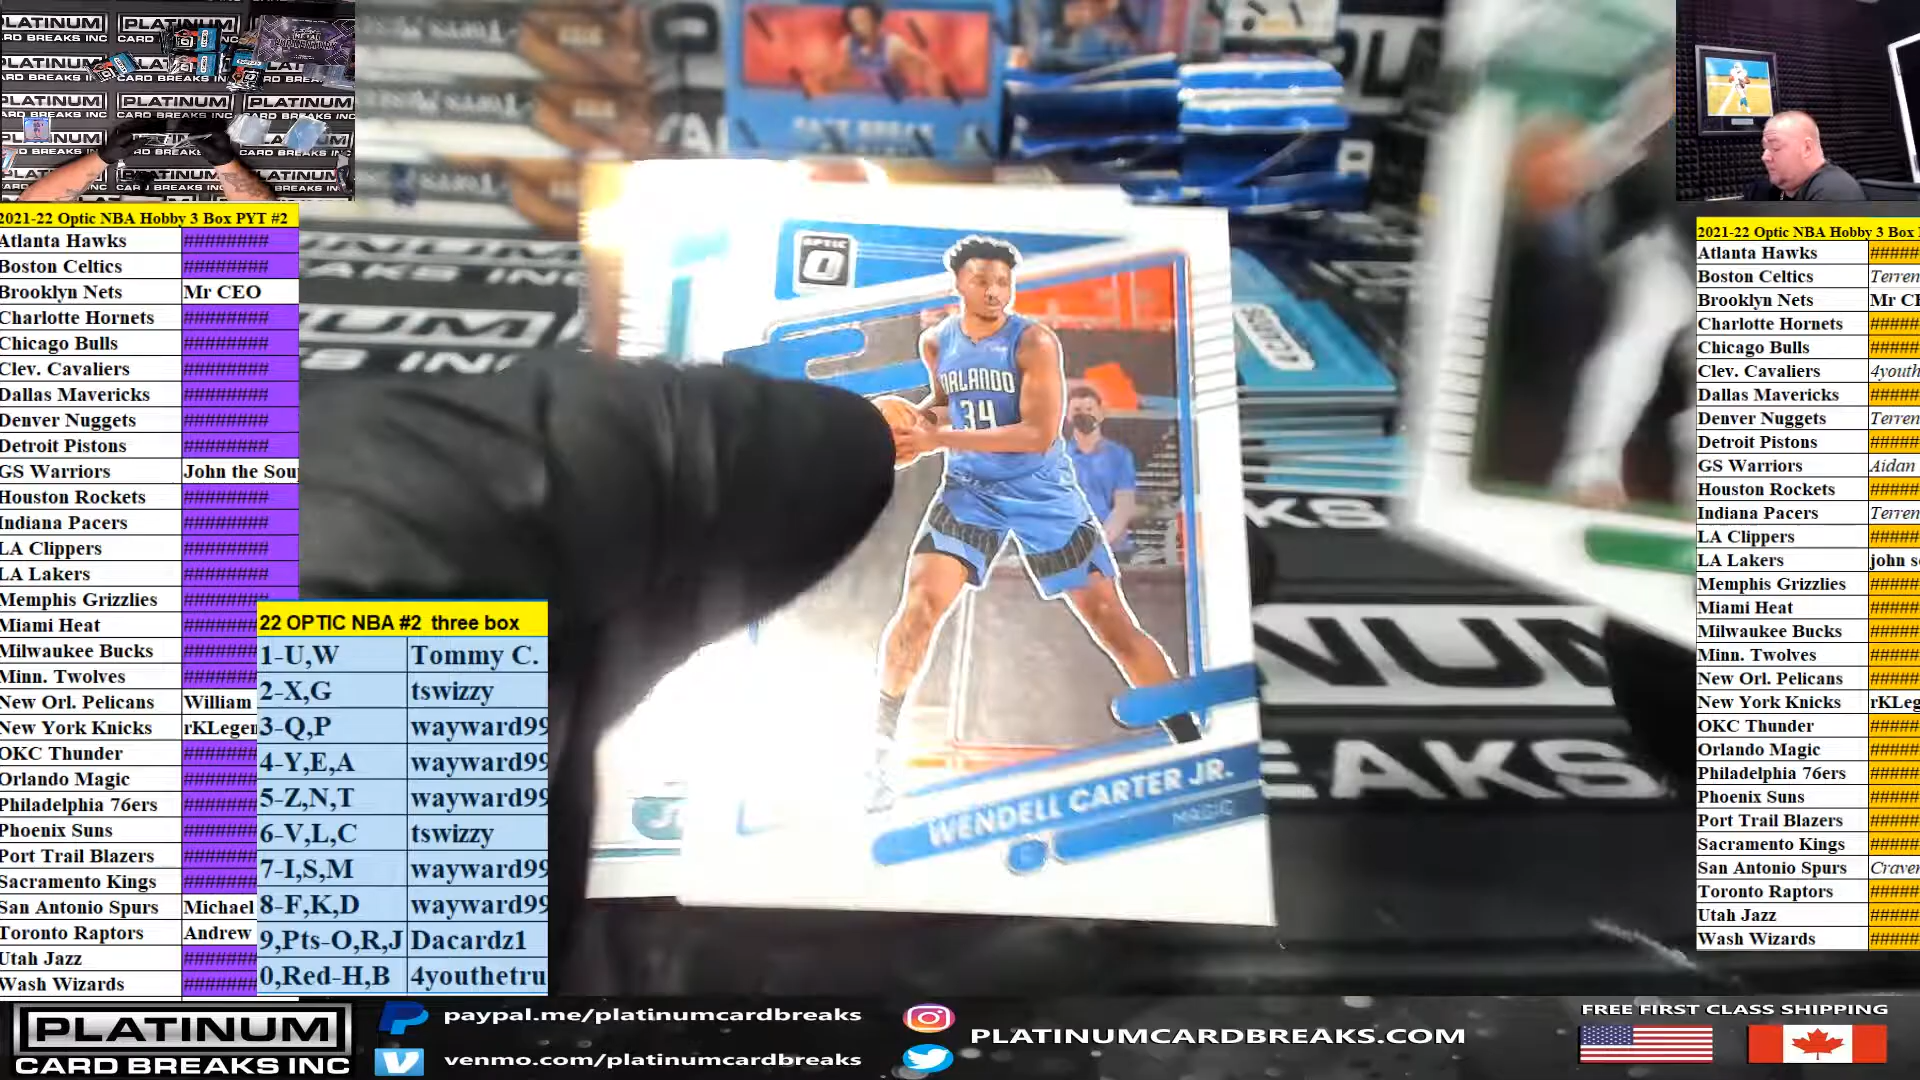 PLATINUM
CARD BREAKS INC
2021-22 Optic NBA Hobby 3 Box PYT #2
Atlanta Hawks ########
Boston Celtics ########
Brooklyn Nets Mr CEO
Charlotte Hornets ########
Chicago Bulls ########
Clev. Cavaliers ########
Dallas Mavericks ########
Denver Nuggets ########
Detroit Pistons ########
GS Warriors John the Sou
Houston Rockets ########
Indiana Pacers ########
LA Clippers ########
LA Lakers ########
Memphis Grizzlies ########
Miami Heat #######
Milwaukee Bucks #######
Minn. Twolves #######
New Orl. Pelicans William
New York Knicks rKLegen
OKC Thunder #######
Orlando Magic #######
Philadelphia 76ers #######
Phoenix Suns #######
Port Trail Blazers #######
Sacramento Kings #######
San Antonio Spurs Michael
Toronto Raptors Andrew
Utah Jazz #######
Wash Wizards #######
22 OPTIC NBA #2 three box
1-U,W Tommy C.
2-X,G tswizzy
3-Q,P wayward99
4-Y,E,A wayward99
5-Z,N,T wayward99
6-V,L,C tswizzy
7-I,S,M wayward99
8-F,K,D wayward99
9,Pts-O,R,J Dacardz1
0,Red-H,B 4youthetru
OPTIC
ORLANDO
34
WENDELL CARTER JR.
MAGIC
2021-22 Optic NBA Hobby 3 Box
Atlanta Hawks #####
Boston Celtics Terren
Brooklyn Nets Mr CE
Charlotte Hornets #####
Chicago Bulls #####
Clev. Cavaliers 4youth
Dallas Mavericks #####
Denver Nuggets Terren
Detroit Pistons #####
GS Warriors Aidan
Houston Rockets #####
Indiana Pacers Terren
LA Clippers #####
LA Lakers john s
Memphis Grizzlies #####
Miami Heat #####
Milwaukee Bucks #####
Minn. Twolves #####
New Orl. Pelicans #####
New York Knicks rKLeg
OKC Thunder #####
Orlando Magic #####
Philadelphia 76ers #####
Phoenix Suns #####
Port Trail Blazers #####
Sacramento Kings #####
San Antonio Spurs Craven
Toronto Raptors #####
Utah Jazz #####
Wash Wizards #####
PLATINUM
CARD BREAKS INC
paypal.me/platinumcardbreaks
venmo.com/platinumcardbreaks
PLATINUMCARDBREAKS.COM
FREE FIRST CLASS SHIPPING